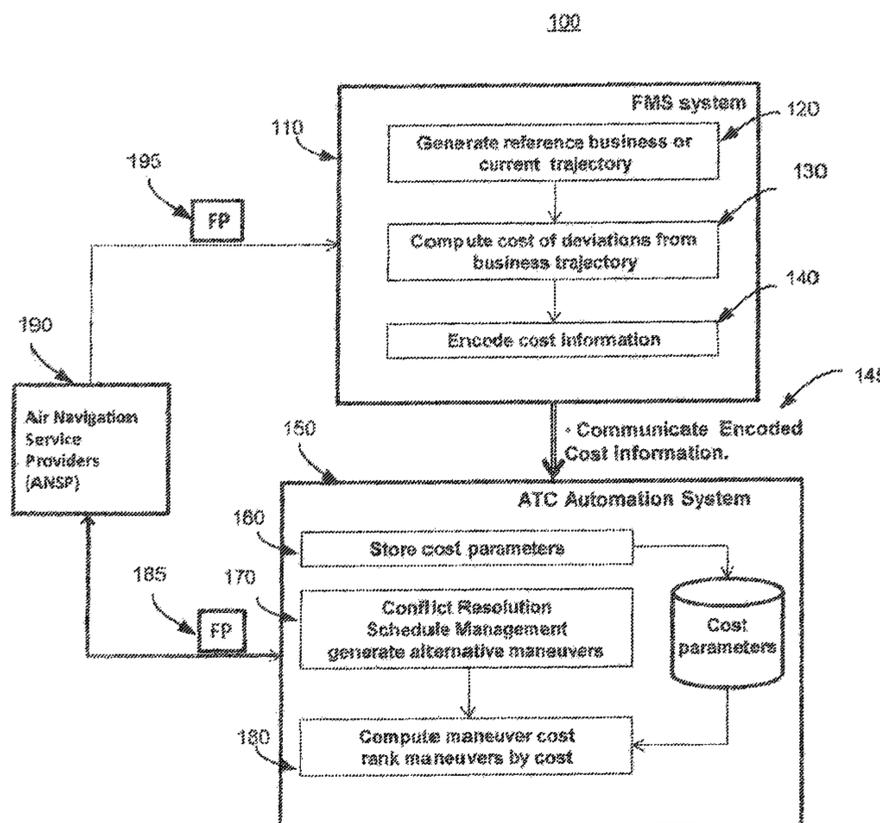 100
FMS system
120
110
Generate reference business or
current trajectory
195
FP
130
Compute cost of deviations from
business trajectory
140
Encode cost information
190
Air Navigation
Service
Providers
(ANSP)
145
Communicate Encoded
Cost information.
150
ATC Automation System
160
Store cost parameters
170
Conflict Resolution
Schedule Management
generate alternative maneuvers
Cost
parameters
185
FP
180
Compute maneuver cost
rank maneuvers by cost